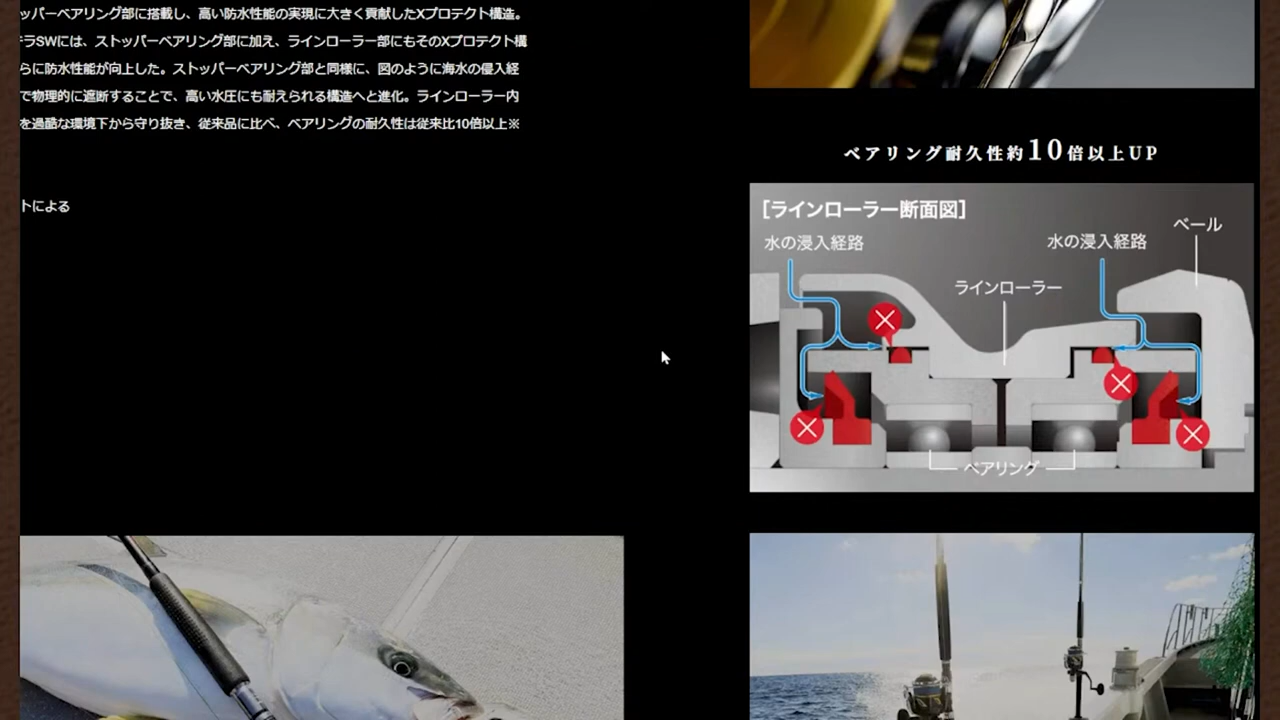 ッパーベアリング部に搭載し、高い防水性能の実現に大きく貢献したXプロテクト構造。
ラSWには、ストッパーベアリング部に加え、ラインローラー部にもそのXプロテクト構
らに防水性能が向上した。ストッパーベアリング部と同様に、図のように海水の侵入経
で物理的に遮断することで、高い水圧にも耐えられる構造へと進化。ラインローラー内
を過酷な環境下から守り抜き、従来品に比べ、ベアリングの耐久性は従来比10倍以上※
トによる
ベアリング耐久性約10倍以上UP
[ラインローラー断面図]
水の浸入経路
水の浸入経路
ベール
ラインローラー
ベアリング